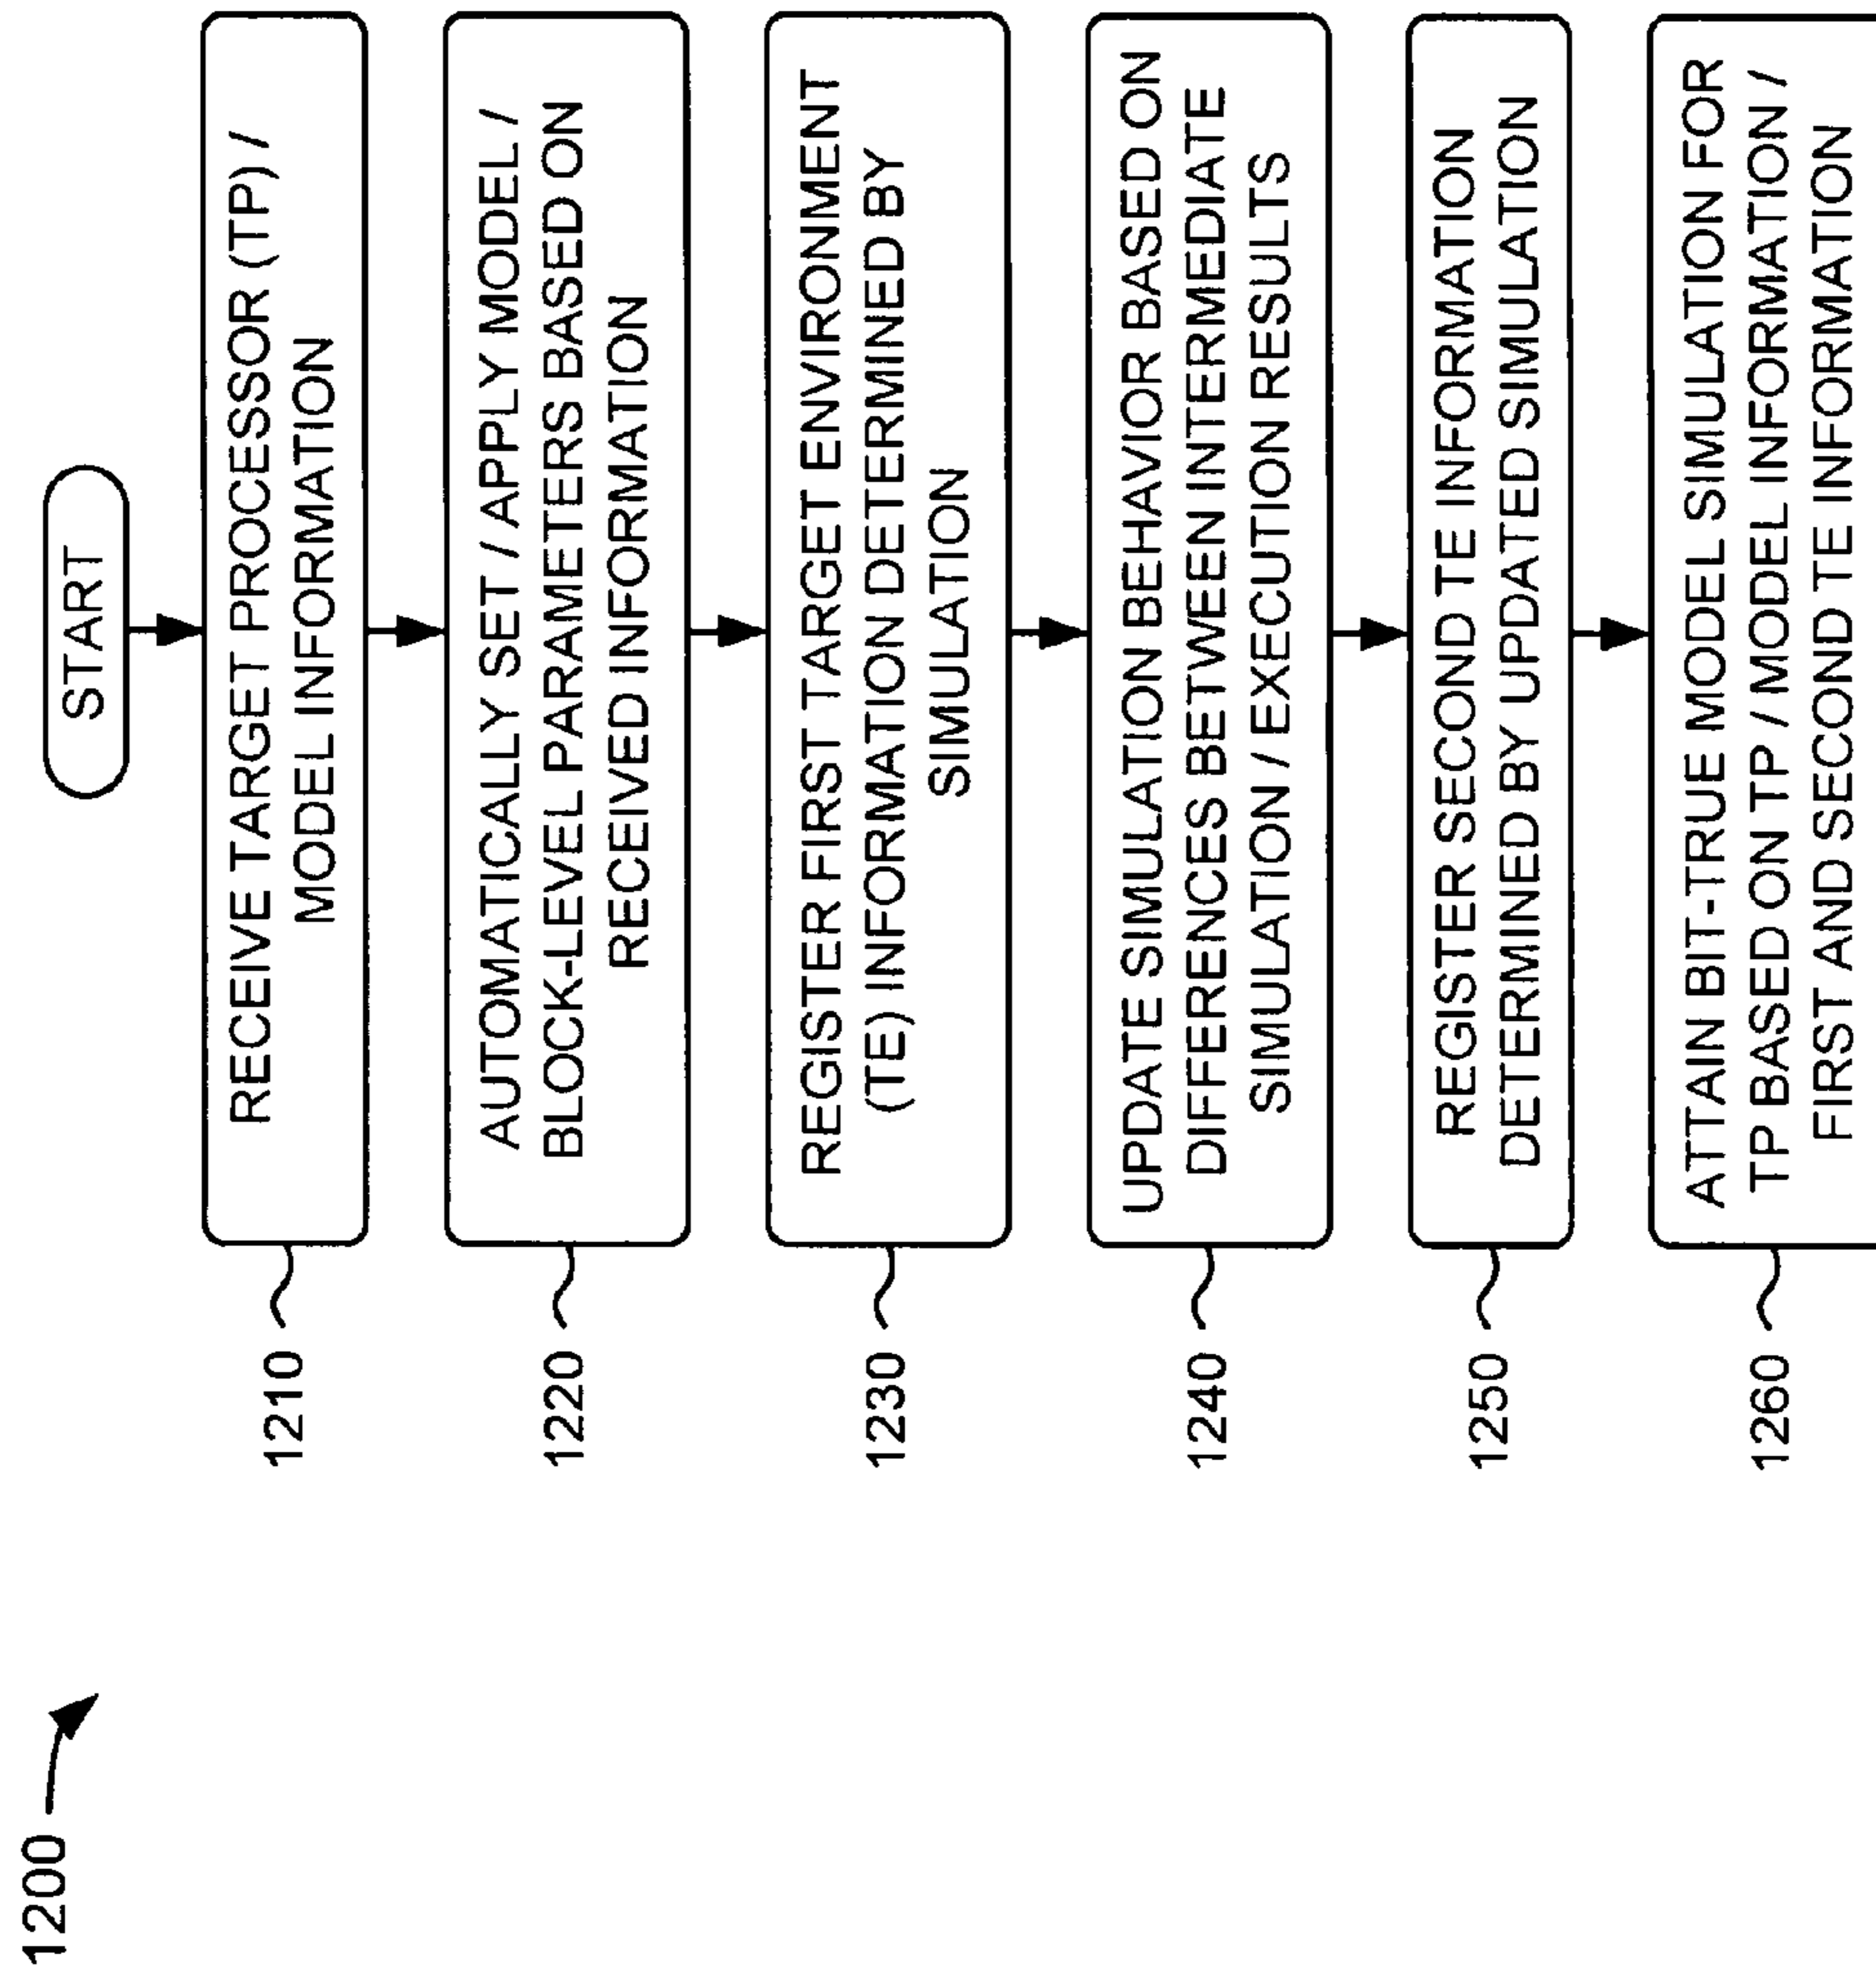 1200
START
1210
RECEIVE TARGET PROCESSOR (TP) /
MODEL INFORMATION
1220
AUTOMATICALLY SET / APPLY MODEL /
BLOCK-LEVEL PARAMETERS BASED ON
RECEIVED INFORMATION
1230
REGISTER FIRST TARGET ENVIRONMENT
(TE) INFORMATION DETERMINED BY
SIMULATION
1240
UPDATE SIMULATION BEHAVIOR BASED ON
DIFFERENCES BETWEEN INTERMEDIATE
SIMULATION / EXECUTION RESULTS
1250
REGISTER SECOND TE INFORMATION
DETERMINED BY UPDATED SIMULATION
1260
ATTAIN BIT-TRUE MODEL SIMULATION FOR
TP BASED ON TP / MODEL INFORMATION /
FIRST AND SECOND TE INFORMATION